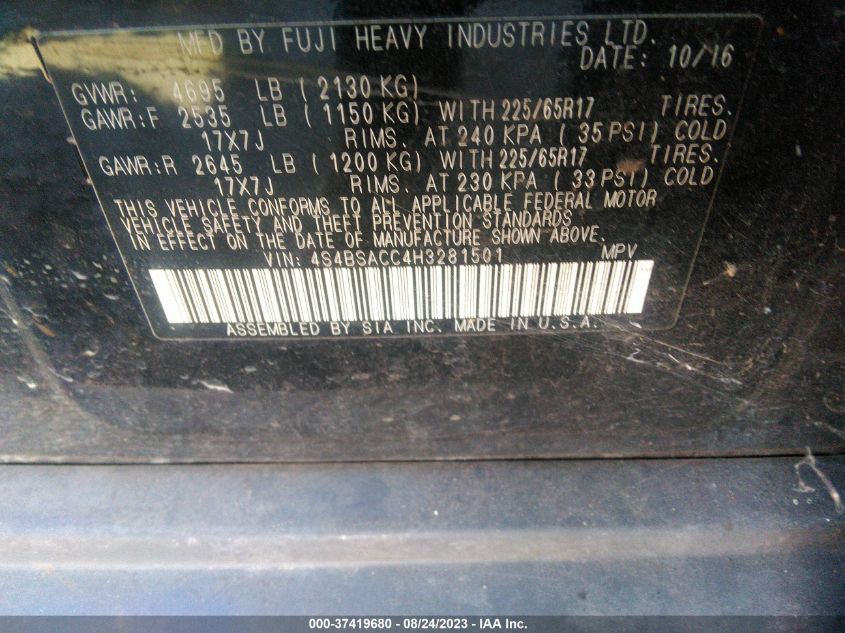 MFD BY FUJI HEAVY INDUSTRIES LTD.
DATE: 10/16
GVWR: 4695 LB ( 2130 KG)
GAWR:F 2535 LB ( 1150 KG) WITH 225/65R17 TIRES.
17X7J RIMS. AT 240 KPA ( 35 PSI) COLD
GAWR:R 2645 LB ( 1200 KG) WITH 225/65R17 TIRES.
17X7J RIMS. AT 230 KPA ( 33 PSI) COLD
THIS VEHICLE CONFORMS TO ALL APPLICABLE FEDERAL MOTOR
VEHICLE SAFETY AND THEFT PREVENTION STANDARDS
IN EFFECT ON THE DATE OF MANUFACTURE SHOWN ABOVE.
VIN: 4S4BSACC4H3281501 MPV
ASSEMBLED BY SIA INC. MADE IN U.S.A.
000-37419680 - 08/24/2023 - IAA Inc.